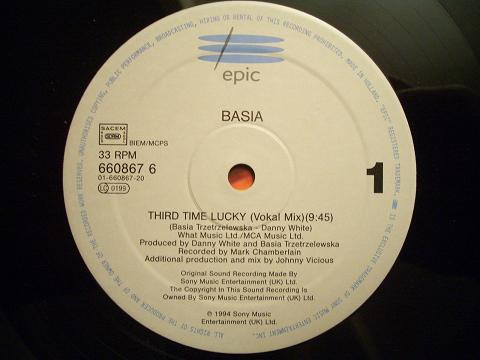 epic
BASIA
SACEM
BIEM/MCPS
33 RPM
660867 6
01-660867-20
LC 0199
1
THIRD TIME LUCKY (Vokal Mix)(9:45)
(Basia Trzetrzelewska - Danny White)
What Music Ltd./MCA Music Ltd.
Produced by Danny White and Basia Trzetrzelewska
Recorded by Mark Chamberlain
Additional production and mix by Johnny Vicious
Original Sound Recording Made By
Sony Music Entertainment (UK) Ltd.
The Copyright In This Sound Recording Is
Owned By Sony Music Entertainment (UK) Ltd.
℗ 1994 Sony Music
Entertainment (UK) Ltd.
ALL RIGHTS OF THE PRODUCER AND OF THE OWNER OF THE RECORDED WORK RESERVED. UNAUTHORISED COPYING, PUBLIC PERFORMANCE, BROADCASTING, HIRING OR RENTAL OF THIS RECORD PROHIBITED. MADE IN HOLLAND. "EPIC" REGISTERED TRADEMARK. IS THE EXCLUSIVE TRADEMARK OF SONY MUSIC ENTERTAINMENT INC.